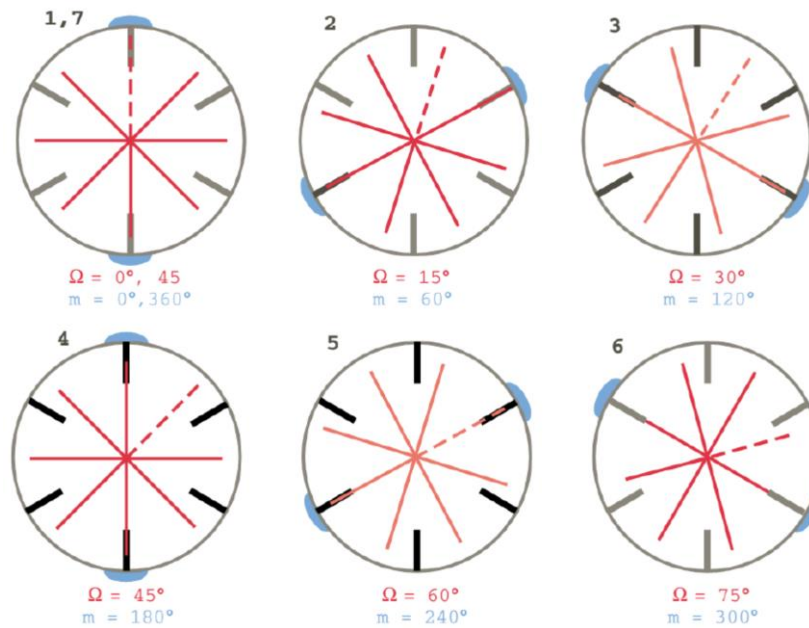 1,7
2
3
Ω = 0°, 45
m = 0°,360°
Ω = 15°
m = 60°
Ω = 30°
m = 120°
4
5
6
Ω = 45°
m = 180°
Ω = 60°
m = 240°
Ω = 75°
m = 300°